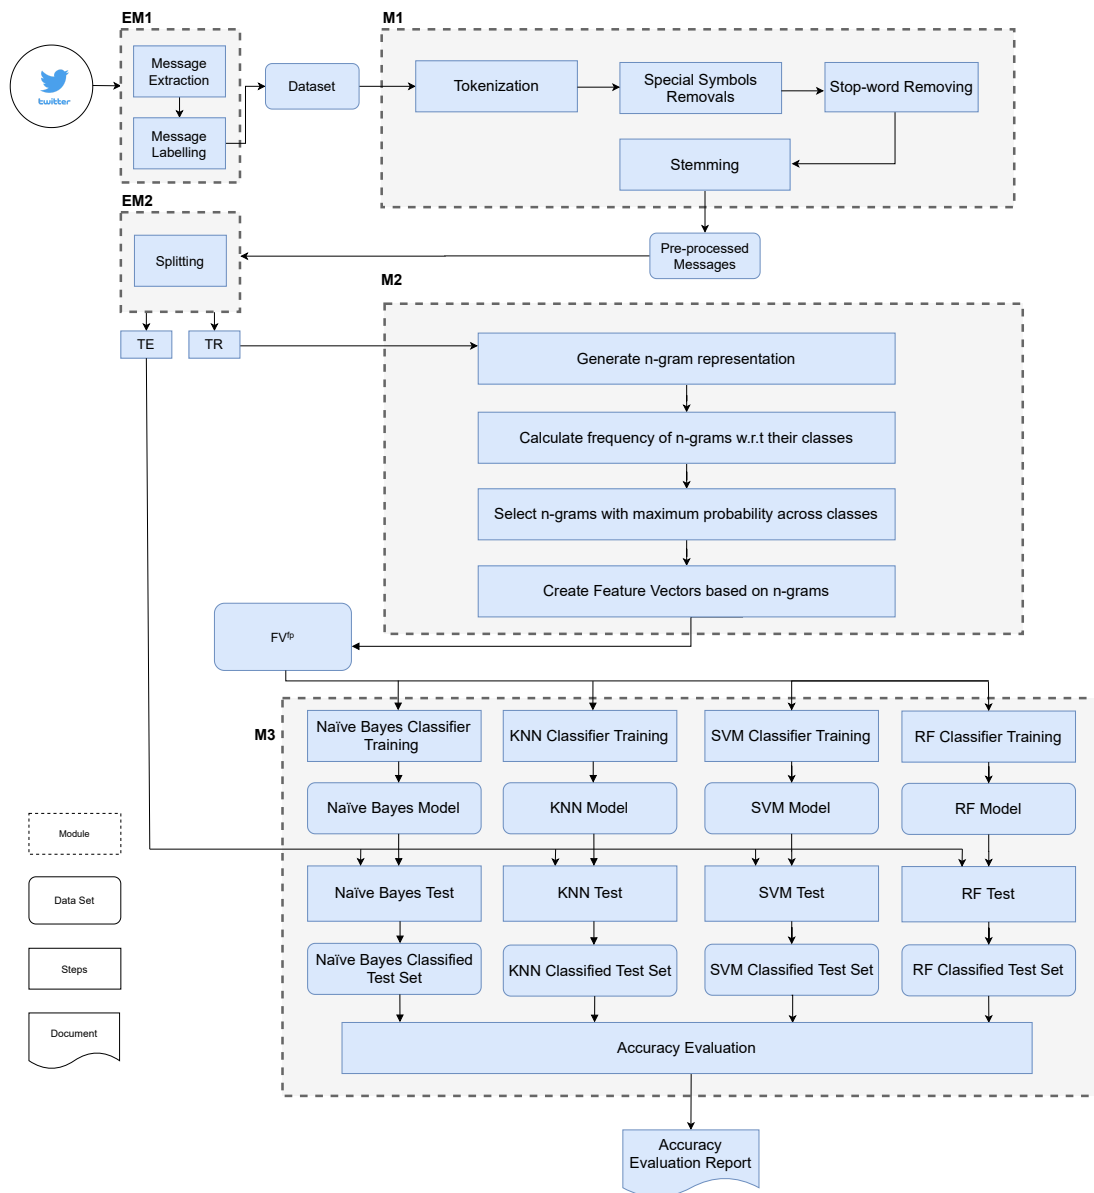 EM1
M1
Message
Extraction
twitter
Dataset
Tokenization
Special Symbols
Removals
Stop-word Removing
Message
Labelling
Stemming
EM2
Pre-processed
Messages
Splitting
M2
TE
TR
Generate n-gram representation
Calculate frequency of n-grams w.r.t their classes
Select n-grams with maximum probability across classes
Create Feature Vectors based on n-grams
FVfp
M3
Naïve Bayes Classifier
Training
KNN Classifier Training
SVM Classifier Training
RF Classifier Training
Naïve Bayes Model
KNN Model
SVM Model
RF Model
Module
Naïve Bayes Test
KNN Test
SVM Test
RF Test
Data Set
Naïve Bayes Classified
Test Set
KNN Classified Test Set
SVM Classified Test Set
RF Classified Test Set
Steps
Document
Accuracy Evaluation
Accuracy
Evaluation Report